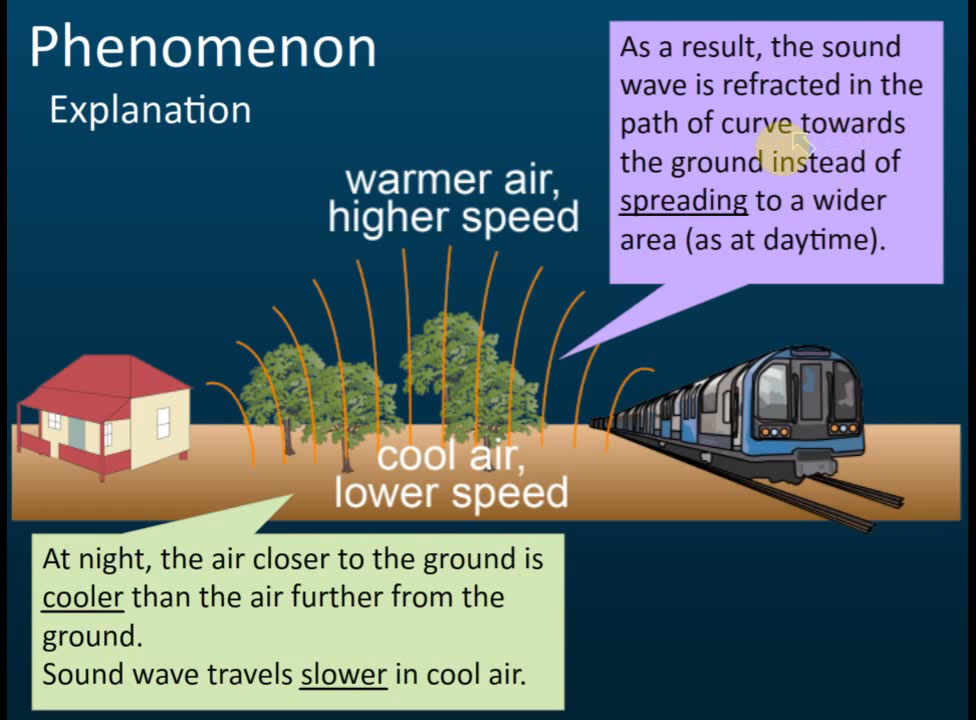 Phenomenon
Explanation
As a result, the sound
wave is refracted in the
path of curve towards
the ground instead of
spreading to a wider
area (as at daytime).
warmer air,
higher speed
cool air,
lower speed
At night, the air closer to the ground is
cooler than the air further from the
ground.
Sound wave travels slower in cool air.